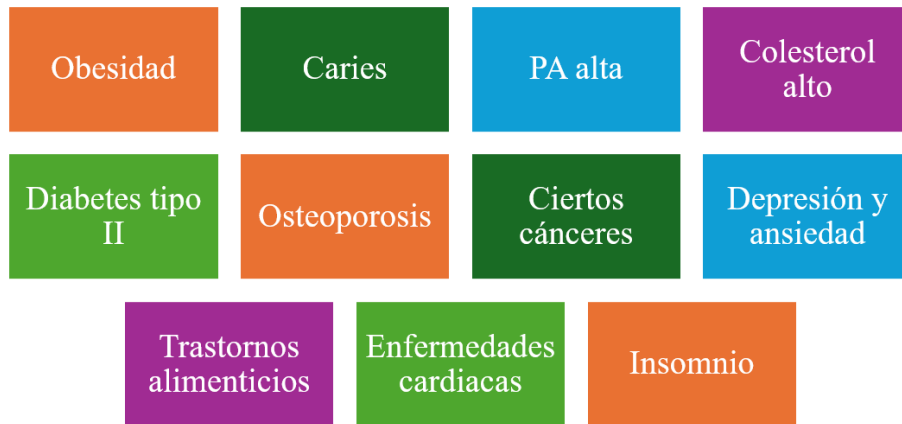 Obesidad
Caries
PA alta
Colesterol
alto
Diabetes tipo
II
Osteoporosis
Ciertos
cánceres
Depresión y
ansiedad
Trastornos
alimenticios
Enfermedades
cardiacas
Insomnio